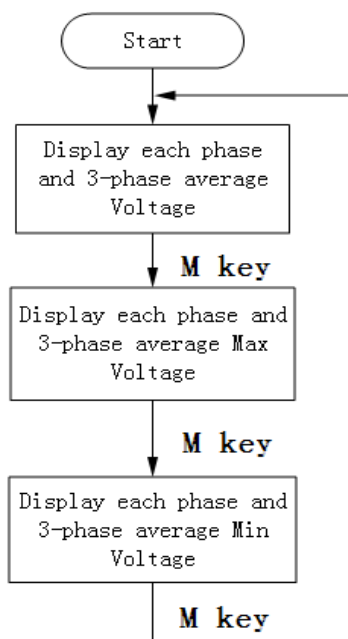 Start
Display each phase
and 3-phase average
Voltage
M key
Display each phase and
3-phase average Max
Voltage
M key
Display each phase and
3-phase average Min
Voltage
M key